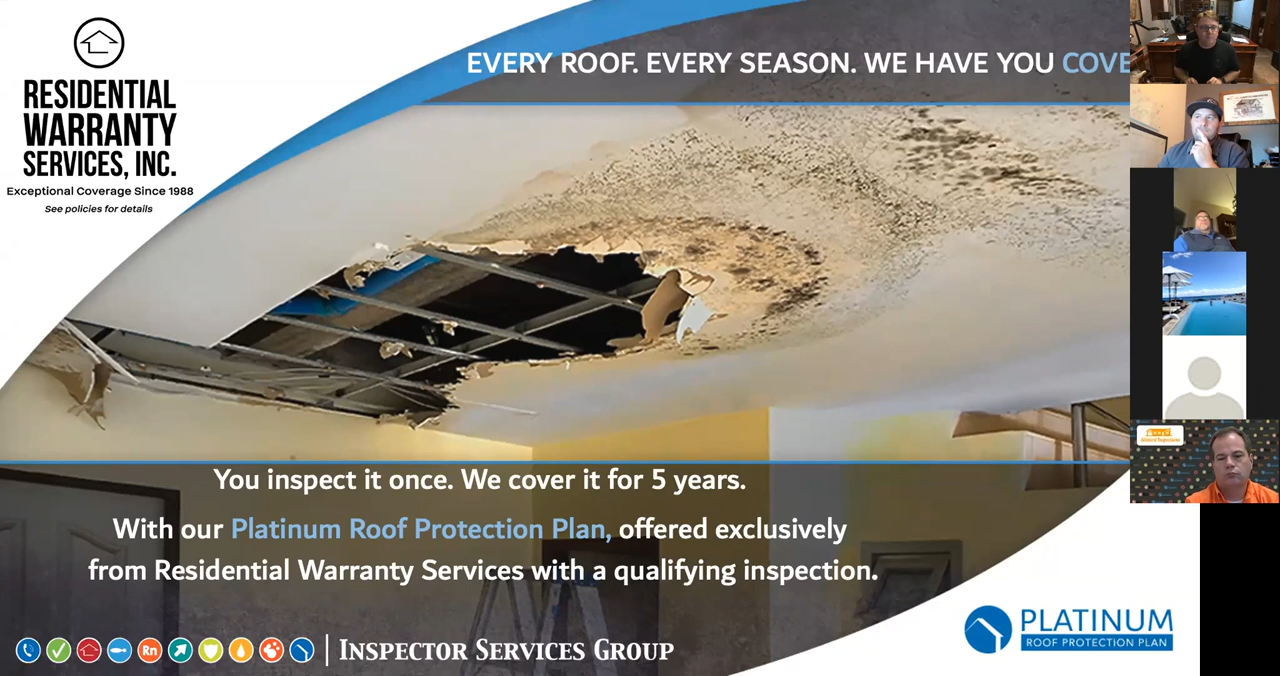 RESIDENTIAL
WARRANTY
SERVICES, INC.
Exceptional Coverage Since 1988
See policies for details
EVERY ROOF. EVERY SEASON. WE HAVE YOU COVE
You inspect it once. We cover it for 5 years.
With our Platinum Roof Protection Plan, offered exclusively
from Residential Warranty Services with a qualifying inspection.
Rn
INSPECTOR SERVICES GROUP
PLATINUM
ROOF PROTECTION PLAN